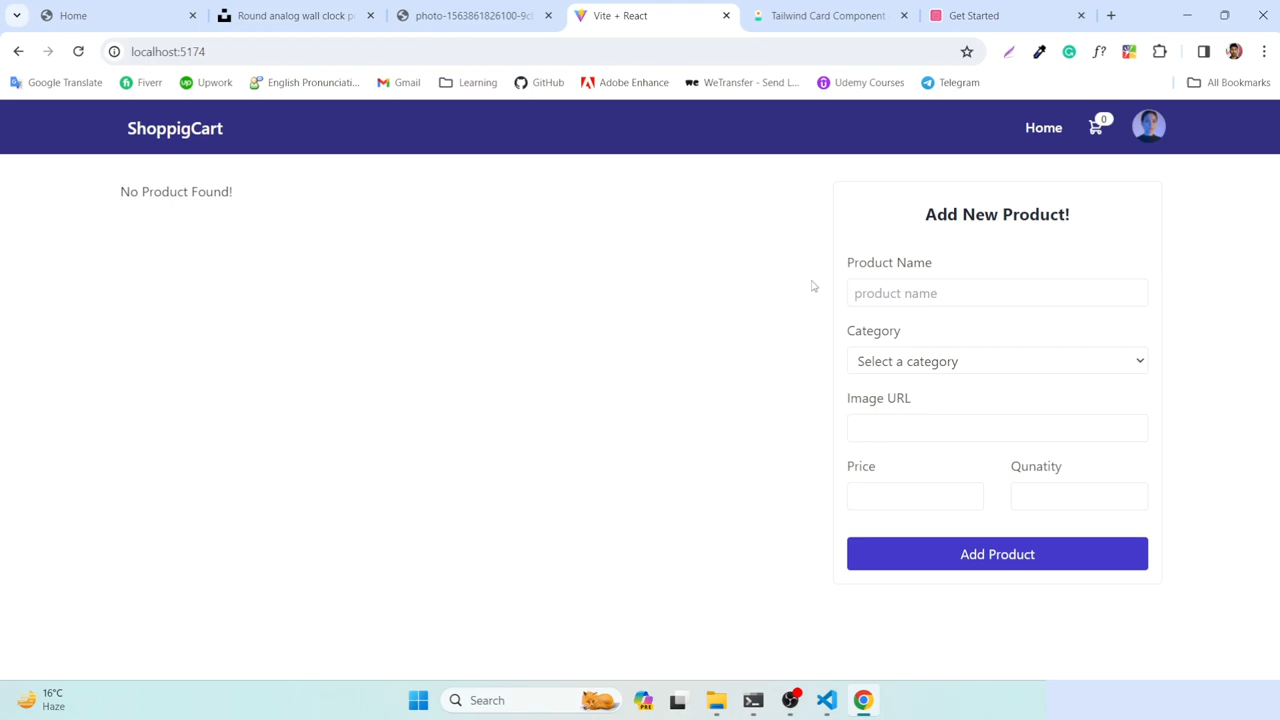 Home
Round analog wall clock p
photo-1563861826100-9c
Vite + React
Tailwind Card Component
Get Started
localhost:5174
f?
Google Translate
Fiverr
up
Upwork
English Pronunciati...
Gmail
Learning
GitHub
Adobe Enhance
we
WeTransfer - Send L...
Udemy Courses
Telegram
All Bookmarks
ShoppigCart
Home
0
No Product Found!
Add New Product!
Product Name
product name
Category
Select a category
Image URL
Price
Qunatity
Add Product
16°C
Haze
Search
PRE